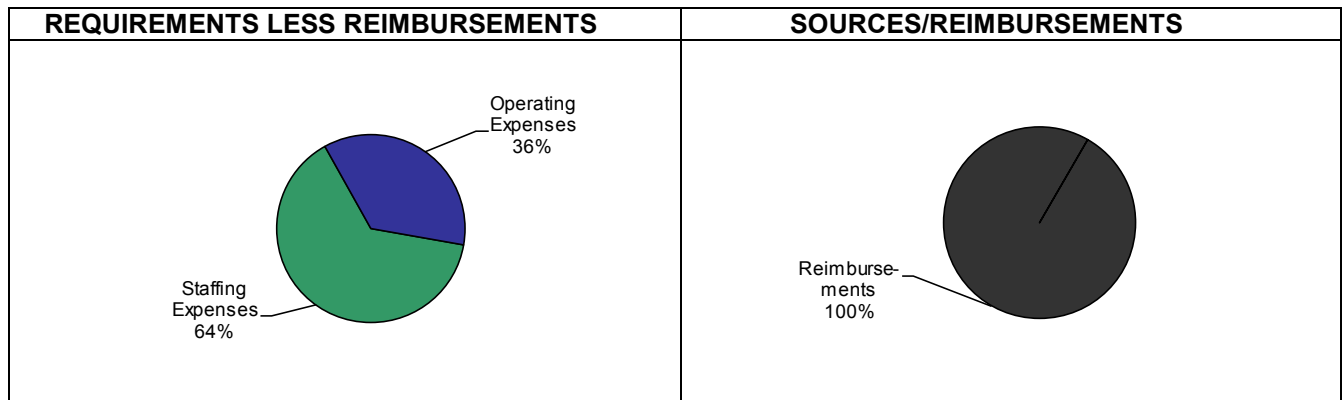 REQUIREMENTS LESS REIMBURSEMENTS
SOURCES/REIMBURSEMENTS
Operating
Expenses
36%
Staffing
Expenses
64%
Reimburse-
ments
100%